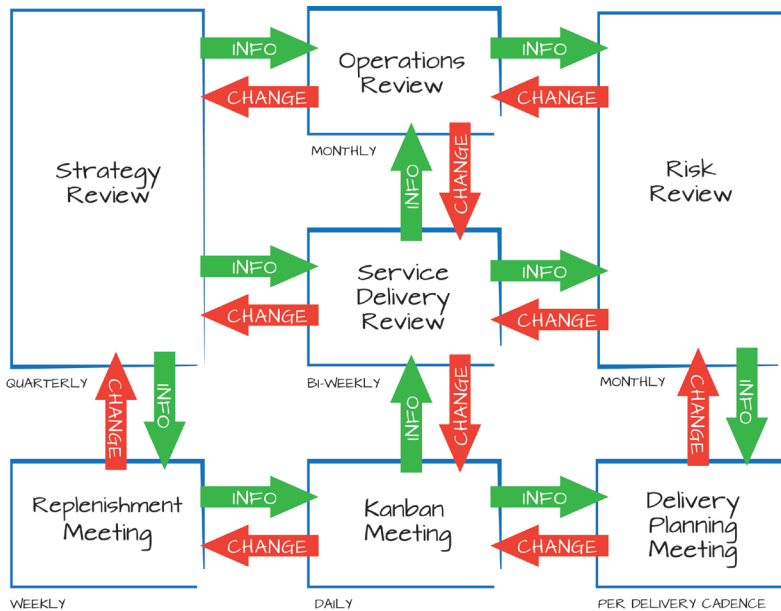 INFO
CHANGE
Operations
Review
INFO
CHANGE
MONTHLY
Strategy
Review
INFO
CHANGE
Risk
Review
INFO
CHANGE
Service
Delivery
Review
INFO
CHANGE
QUARTERLY
BI-WEEKLY
MONTHLY
CHANGE
INFO
INFO
CHANGE
CHANGE
INFO
Replenishment
Meeting
INFO
CHANGE
Kanban
Meeting
INFO
CHANGE
Delivery
Planning
Meeting
WEEKLY
DAILY
PER DELIVERY CADENCE